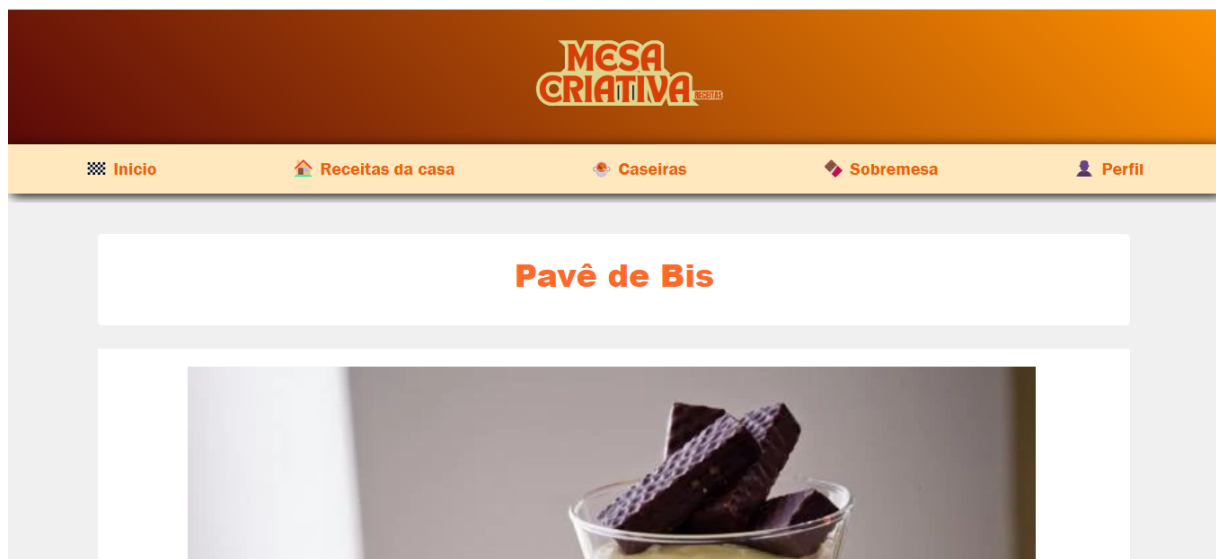 MESA
CRIATIVA RECEITAS
Inicio
Receitas da casa
Caseiras
Sobremesa
Perfil
Pavê de Bis